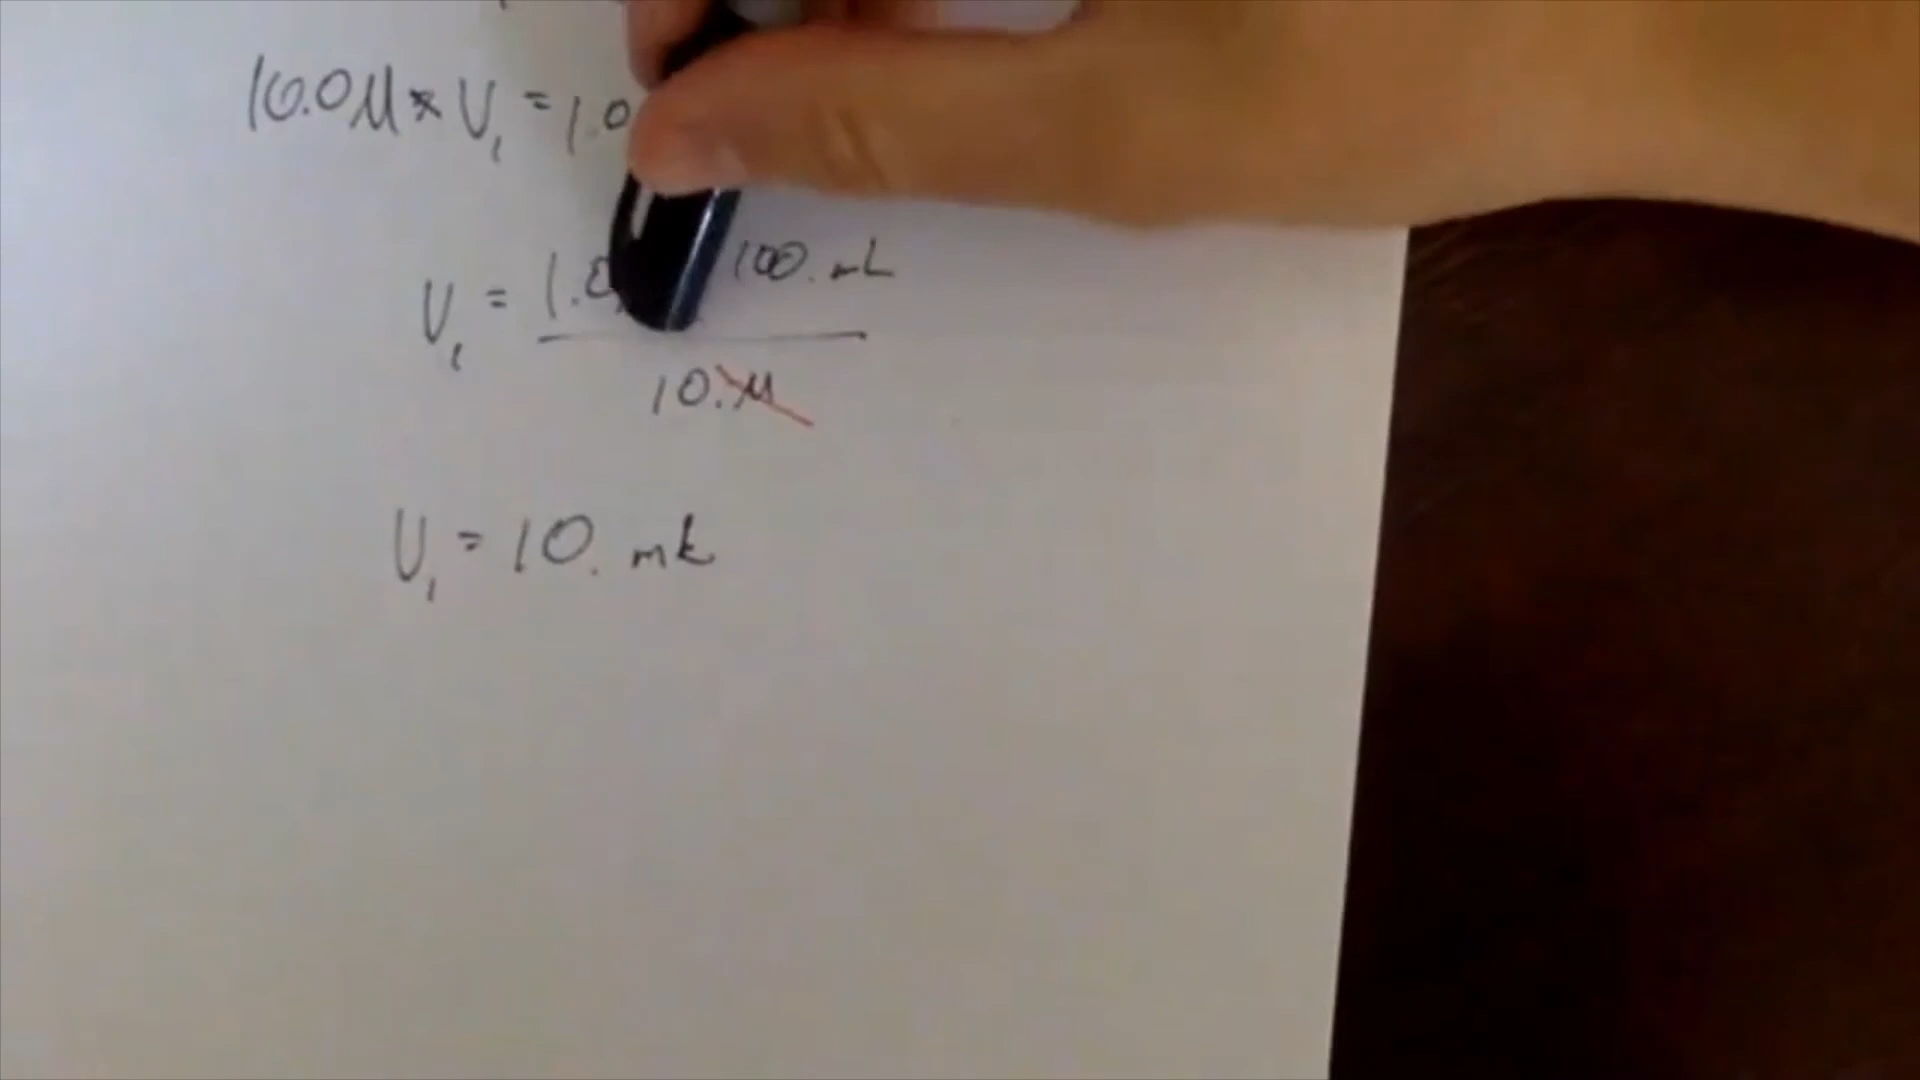 10.0M × V₁ = 1.0
V₁ = 1.0 100. mL
10. M
V₁ = 10. mL